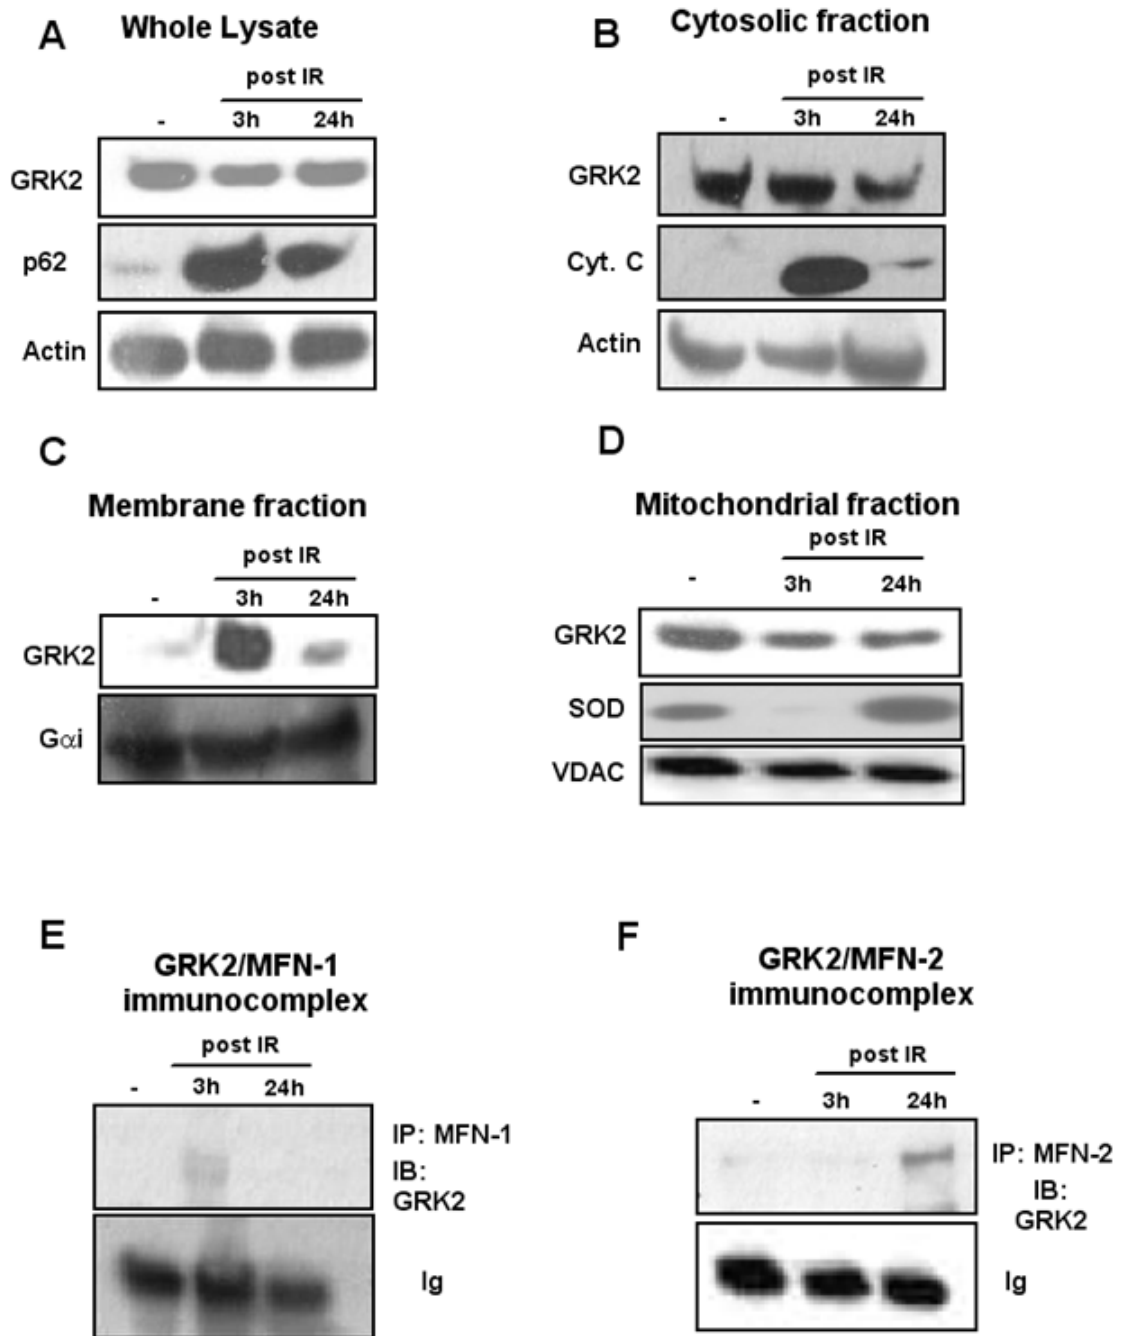 A
Whole Lysate
post IR
- 3h 24h
GRK2
p62
Actin
B
Cytosolic fraction
post IR
- 3h 24h
GRK2
Cyt. C
Actin
C
Membrane fraction
post IR
- 3h 24h
GRK2
Gαi
D
Mitochondrial fraction
post IR
- 3h 24h
GRK2
SOD
VDAC
E
GRK2/MFN-1
immunocomplex
post IR
- 3h 24h
IP: MFN-1
IB:
GRK2
Ig
F
GRK2/MFN-2
immunocomplex
post IR
- 3h 24h
IP: MFN-2
IB:
GRK2
Ig